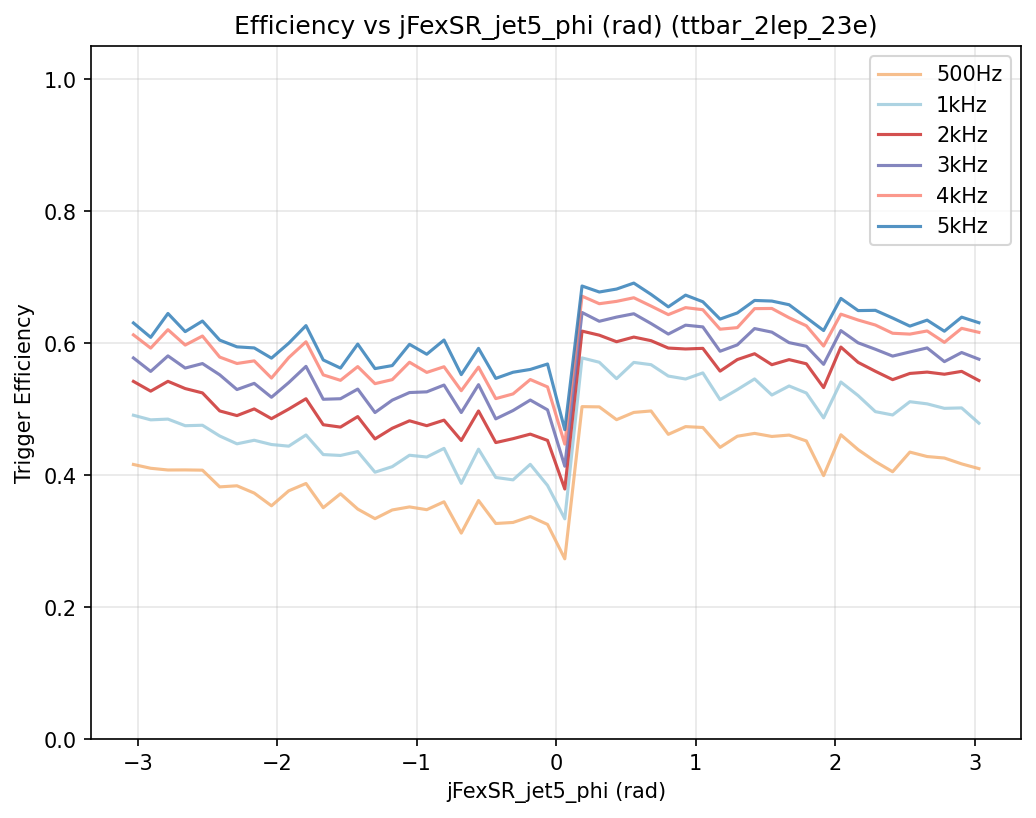 Efficiency vs jFexSR_jet5_phi (rad) (ttbar_2lep_23e)
500Hz
1kHz
2kHz
3kHz
4kHz
5kHz
Trigger Efficiency
1.0
0.8
0.6
0.4
0.2
0.0
−3
−2
−1
0
1
2
3
jFexSR_jet5_phi (rad)